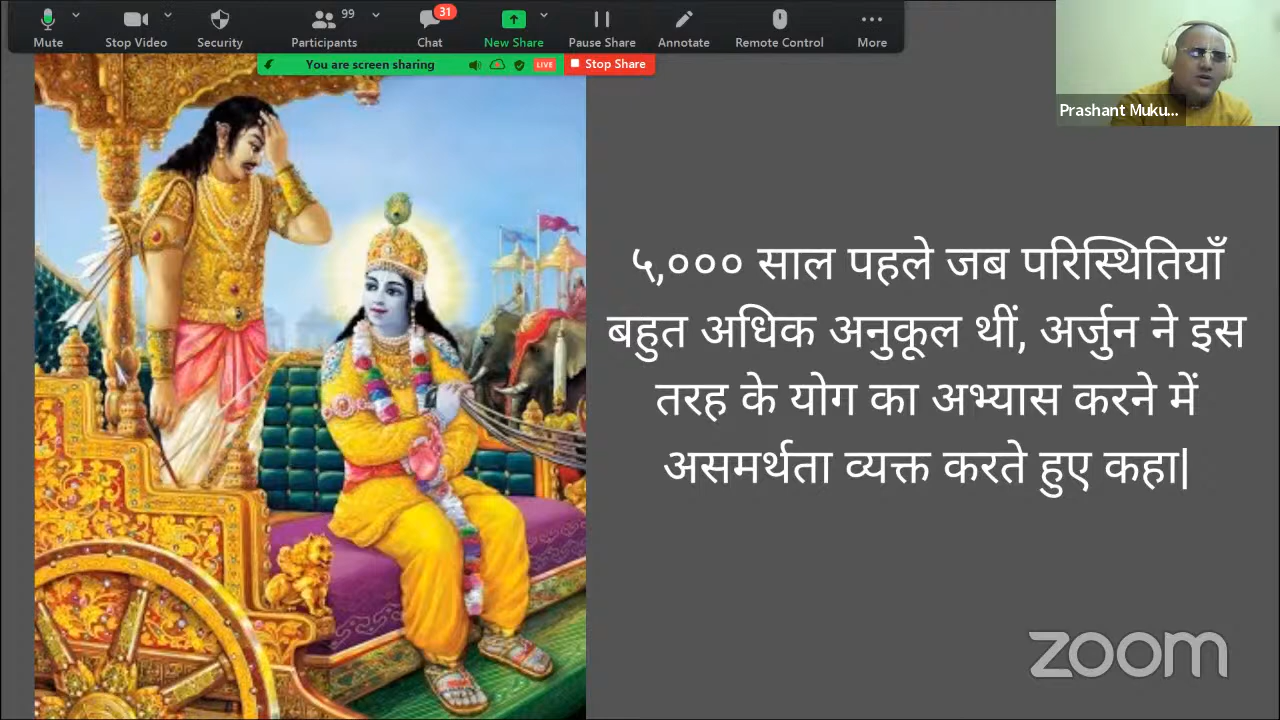 99
31
Mute
Stop Video
Security
Participants
Chat
New Share
Pause Share
Annotate
Remote Control
More
You are screen sharing
LIVE
Stop Share
Prashant Muku...
५,००० साल पहले जब परिस्थितियाँ
बहुत अधिक अनुकूल थीं, अर्जुन ने इस
तरह के योग का अभ्यास करने में
असमर्थता व्यक्त करते हुए कहा|
zoom